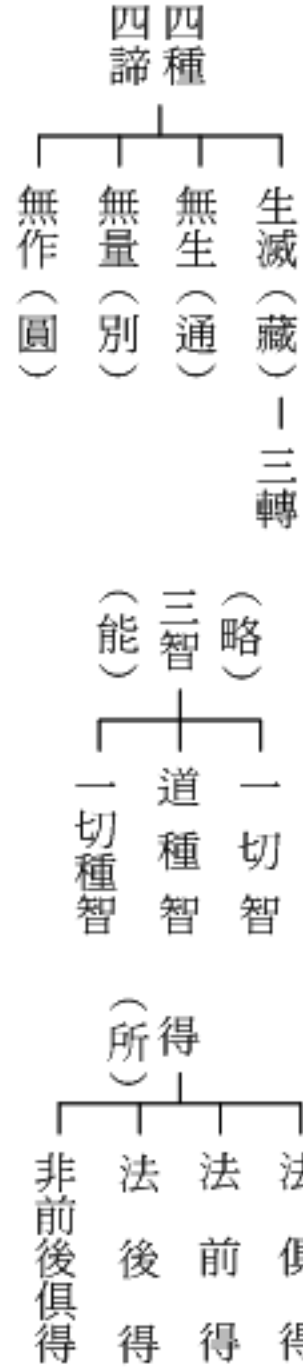 四種
四諦
生滅（藏）－三轉
無生（通）
無量（別）
無作（圓）
（略）
三智
（能）
一切智
道種智
一切種智
得
（所）
法俱得
法前得
法後得
非前後俱得